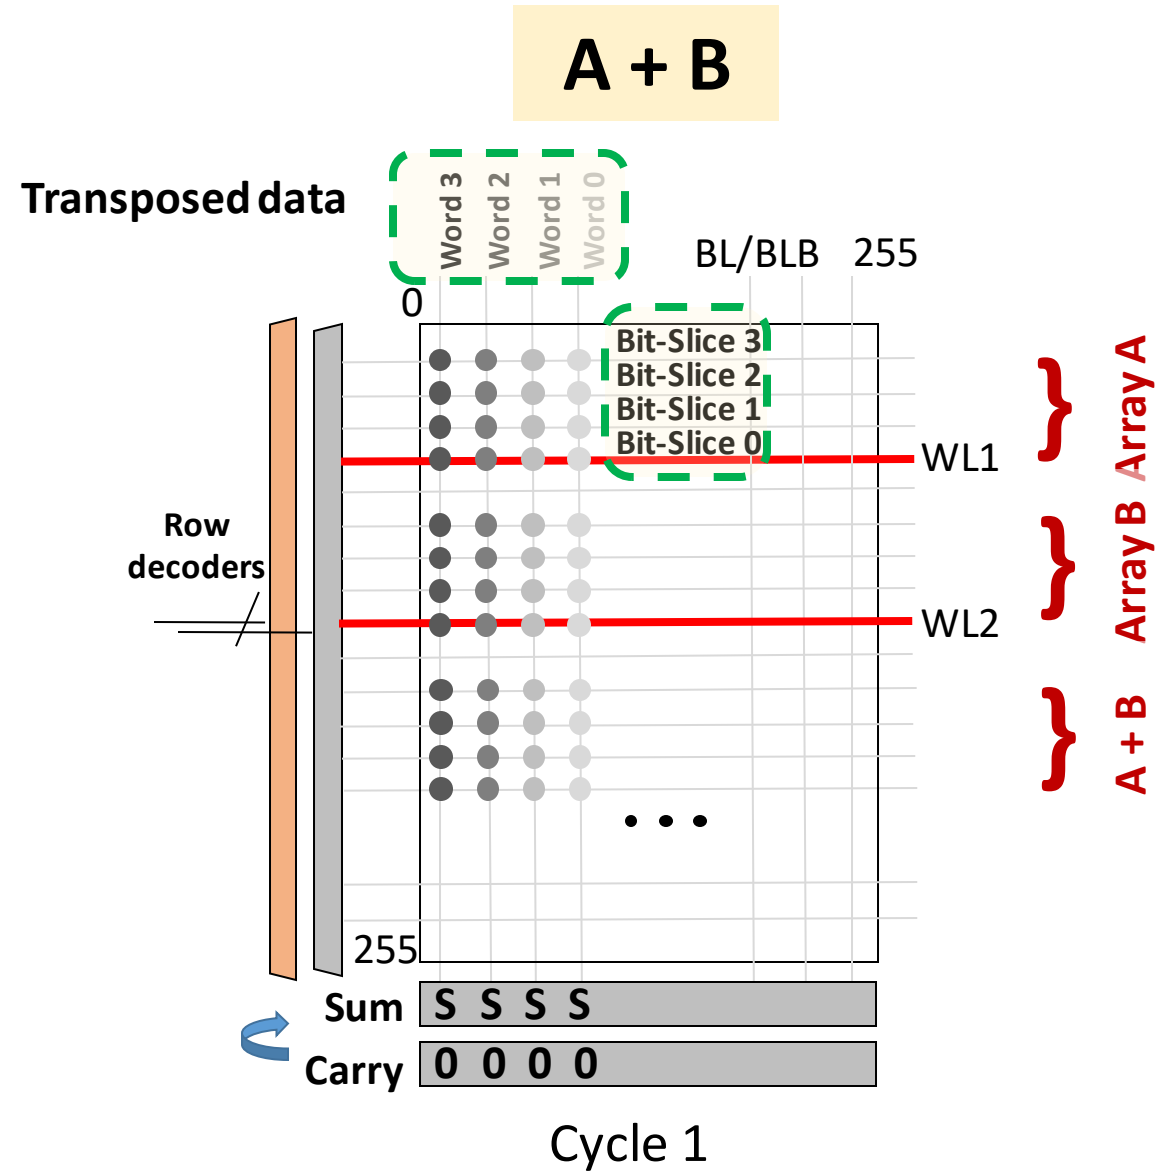 A + B
Transposed data
Word 3
Word 2
Word 1
Word 0
BL/BLB
255
0
Bit-Slice 3
Bit-Slice 2
Bit-Slice 1
Bit-Slice 0
Array A
WL1
Row
decoders
Array B
WL2
A + B
255
Sum
S S S S
Carry
0 0 0 0
Cycle 1